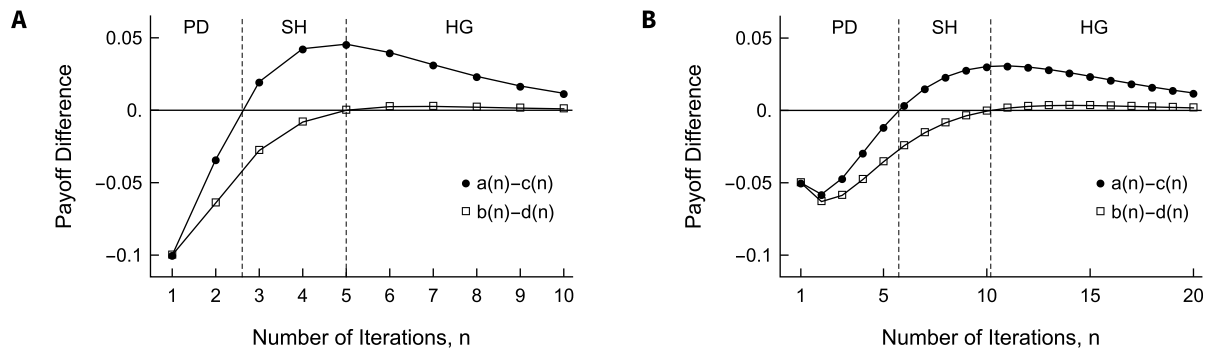 A
PD SH HG
0.05
0.
−0.05
−0.1
Payoff Difference
a(n)−c(n)
b(n)−d(n)
1 2 3 4 5 6 7 8 9 10
Number of Iterations, n
B
PD SH HG
0.05
0.
−0.05
−0.1
Payoff Difference
a(n)−c(n)
b(n)−d(n)
1 5 10 15 20
Number of Iterations, n